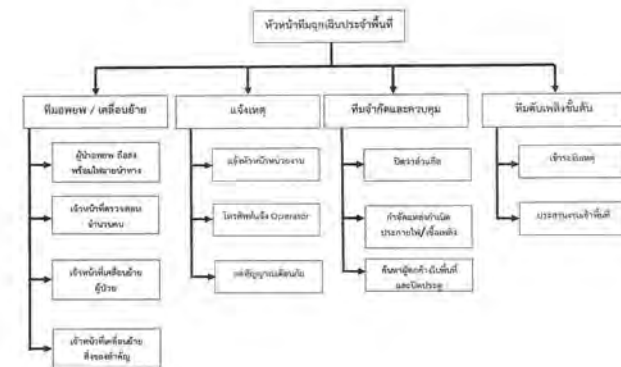 หัวหน้าทีมฉุกเฉินประจำพื้นที่
ทีมอพยพ / เคลื่อนย้าย
ผู้นำอพยพ ถือธง
พร้อมไฟฉายนำทาง
เจ้าหน้าที่ตรวจสอบ
จำนวนคน
เจ้าหน้าที่เคลื่อนย้าย
ผู้ป่วย
เจ้าหน้าที่เคลื่อนย้าย
สิ่งของสำคัญ
แจ้งเหตุ
แจ้งหัวหน้าหน่วยงาน
โทรศัพท์แจ้ง Operator
กดสัญญาณเตือนภัย
ทีมจำกัดและควบคุม
ปิดวาล์วก๊าซ
กำจัดแหล่งกำเนิด
ประกายไฟ/เชื้อเพลิง
ค้นหาผู้ตกค้างในพื้นที่
และปิดประตู
ทีมดับเพลิงขั้นต้น
เข้าระงับเหตุ
ประสานงานเข้าพื้นที่